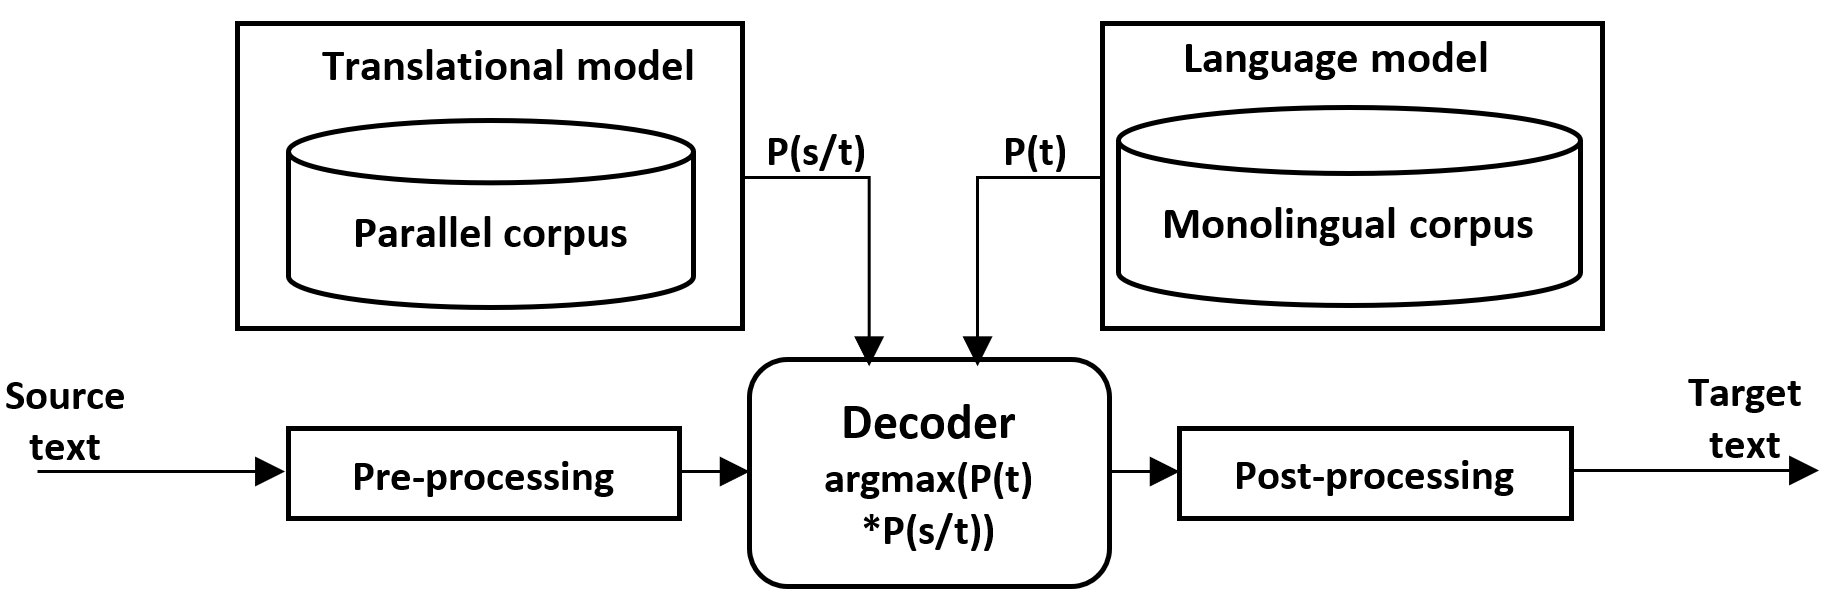 Translational model
Parallel corpus
P(s/t)
P(t)
Language model
Monolingual corpus
Source
text
Pre-processing
Decoder
argmax(P(t)
*P(s/t))
Post-processing
Target
text